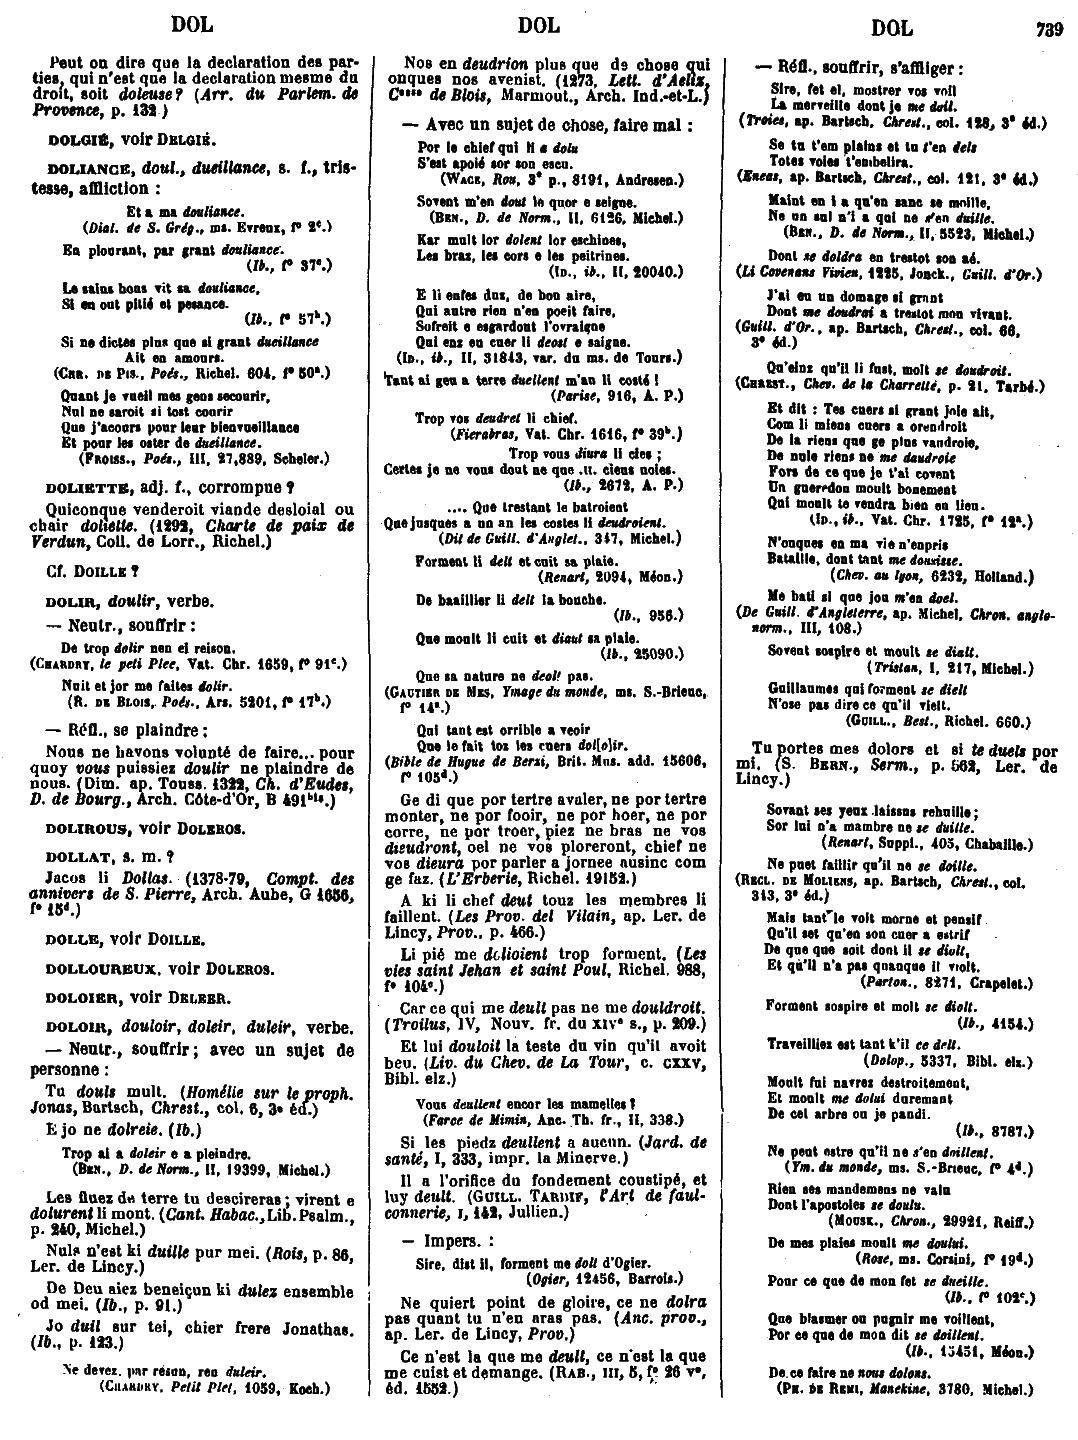 DOL
DOL
DOL
739
Peut on dire que la declaration des par-
ties, qui n'est que la declaration mesme du
droit, soit doleuse? (Arr. du Parlem. de
Provence, p. 132)
DOLGIÉ, voir DELGIÉ.
DOLIANCE, doul., dueillance, s. f., tris-
tesse, affliction :
Et a ma douliance.
(Dial. de S. Grég., ms. Evreux, f° 2ᶜ.)
En plourant, par grant douliance.
(Ib., f° 37ᶜ.)
Le sains hons vit sa douliance,
Si en out pitié et pesance.
(Ib., f° 57ᵇ.)
Si ne dictes plus que si grant dueillance
Ait en amours.
(CHR. DE PIS., Poés., Richel. 604, f° 50ᵃ.)
Quant je vueil mes gens secourir,
Nul ne saroit si tost courir
Que j'acours pour leur bienvueillance
Et pour les oster de dueillance.
(FROISS., Poés., III, 27,889, Scheler.)
DOLIETTE, adj. f., corrompue ?
Quiconque venderoit viande desloial ou
chair doliette. (1292, Charte de paix de
Verdun, Coll. de Lorr., Richel.)
Cf. DOILLE ?
DOLIR, doulir, verbe.
— Neutr., souffrir :
De trop dolir nen ei reison.
(CHARDRY, le peti Plee, Vat. Chr. 1659, f° 91ᶜ.)
Nuit et jor me faites dolir.
(R. DE BLOIS, Poés., Ars. 5201, f° 17ᵇ.)
— Réfl., se plaindre :
Nous ne havons volunté de faire... pour
quoy vous puissiez doulir ne plaindre de
nous. (Dim. ap. Touss. 1322, Ch. d'Eudes,
D. de Bourg., Arch. Côte-d'Or, B 491ᵇⁱˢ.)
DOLIROUS, voir DOLEROS.
DOLLAT, s. m. ?
Jacos li Dollas. (1378-79, Compt. des
annivers de S. Pierre, Arch. Aube, G 1656,
f° 15ᵈ.)
DOLLE, voir DOILLE.
DOLLOUREUX, voir DOLEROS.
DOLOIER, voir DELEER.
DOLOIR, douloir, doleir, duleir, verbe.
— Neutr., souffrir ; avec un sujet de
personne :
Tu douls mult. (Homélie sur le proph.
Jonas, Bartsch, Chrest., col. 6, 3ᵉ éd.)
E jo ne dolreie. (Ib.)
Trop ai a doleir e a pleindre.
(BEN., D. de Norm., II, 19399, Michel.)
Les fluez de terre tu descireras ; virent e
dolurent li mont. (Cant. Habac., Lib. Psalm.,
p. 240, Michel.)
Nuls n'est ki duille pur mei. (Rois, p. 86,
Ler. de Lincy.)
De Deu aiez beneiçun ki dulez ensemble
od mei. (Ib., p. 91.)
Jo duil sur tei, chier frere Jonathas.
(Ib., p. 123.)
Ne devez, par reson, ren duleir.
(CHARDRY, Petit Plet, 1059, Koch.)
Nos en deudrion plus que de chose qui
onques nos avenist. (1273, Lett. d'Aelix,
Cᵗᵉˢˢᵉ de Blois, Marmout., Arch. Ind.-et-L.)
— Avec un sujet de chose, faire mal :
Por le chief qui li a dolu
S'est apoié sor son escu.
(WACE, Rou, 3ᵉ p., 8191, Andresen.)
Sovent m'en dout le quor e seigne.
(BEN., D. de Norm., II, 6126, Michel.)
Kar mult lor dolent lor eschines,
Les braz, les cors e les peitrines.
(ID., ib., II, 20040.)
E li enfes duz, de bon aire,
Qui autre rien n'en poeit faire,
Sofreit e esgardout l'ovraigne
Qui enz eu cuer li deost e saigne.
(ID., ib., II, 31843, var. du ms. de Tours.)
Tant ai geu a terre duellent m'an li costé !
(Parise, 916, A. P.)
Trop vos deudret li chief.
(Fierabras, Vat. Chr. 1616, f° 39ᵇ.)
Trop vous diura li cies ;
Certes je ne vous dout ne que .II. ciens noies.
(Ib., 2672, A. P.)
.... Que trestant le batroient
Que jusques a un an les costes li deudroient.
(Dit de Guill. d'Anglet., 347, Michel.)
Forment li delt et cuit sa plaie.
(Renart, 2094, Méon.)
De baaillier li delt la bouche.
(Ib., 956.)
Que moult li cuit et diaut sa plaie.
(Ib., 25090.)
Que sa nature ne deolt pas.
(GAUTIER DE MES, Ymage du monde, ms. S.-Brieuc,
f° 14ᵃ.)
Qui tant est orrible a veoir
Que le fait toz les cuers dol[o]ir.
(Bible de Hugue de Berzi, Brit. Mus. add. 15606,
f° 105ᵈ.)
Ge di que por tertre avaler, ne por tertre
monter, ne por fooir, ne por hoer, ne por
corre, ne por troer, piez ne bras ne vos
dieudront, oel ne vos ploreront, chief ne
vos dieura por parler a jornee ausinc com
ge faz. (L'Erberie, Richel. 19152.)
A ki li chef deut touz les membres li
faillent. (Les Prov. del Vilain, ap. Ler. de
Lincy, Prov., p. 466.)
Li pié me dolioient trop forment. (Les
vies saint Jehan et saint Poul, Richel. 988,
f° 104ᶜ.)
Car ce qui me deult pas ne me douldroit.
(Troilus, IV, Nouv. fr. du XIVᵉ s., p. 209.)
Et lui douloit la teste du vin qu'il avoit
beu. (Liv. du Chev. de La Tour, c. CXXV,
Bibl. elz.)
Vous deullent encor les mamelles ?
(Farce de Mimin, Anc. Th. fr., II, 338.)
Si les piedz deullent a aucun. (Jard. de
santé, I, 333, impr. la Minerve.)
Il a l'orifice du fondement coustipé, et
luy deult. (GUILL. TARDIF, l'Art de faul-
connerie, I, 142, Jullien.)
— Impers. :
Sire, dist il, forment me dolt d'Ogier.
(Ogier, 12456, Barrois.)
Ne quiert point de gloire, ce ne dolra
pas quant tu n'en aras pas. (Anc. prov.,
ap. Ler. de Lincy, Prov.)
Ce n'est la que me deult, ce n'est la que
me cuist et demange. (RAB., III, 5, f° 26 v°,
éd. 1552.)
— Réfl., souffrir, s'affliger :
Sire, fet el, mostrer vos voil
La merveille dont je me doil.
(Troies, ap. Bartsch, Chrest., col. 128, 3ᵉ éd.)
Se tu t'em plains et tu t'en dels
Totes voies t'embelira.
(Eneas, ap. Bartsch, Chrest., col. 121, 3ᵉ éd.)
Maint en i a qu'en sanc se moille,
Ne un sul n'i a qui ne s'en duille.
(BEN., D. de Norm., II, 5523, Michel.)
Dont se doldra en trestot son aé.
(Li Covenans Vivien, 1225, Jonck., Guill. d'Or.)
J'ai eu un domage si grant
Dont me doudrai a trestot mon vivant.
(Guill. d'Or., ap. Bartsch, Chrest., col. 66,
3ᵉ éd.)
Qu'einz qu'il li fust, molt se doudroit.
(CHREST., Chev. de la Charrette, p. 21, Tarbé.)
Et dit : Tes cuers si grant joie ait,
Com li miens cuers a orendroit
De la riens que ge plus vaudroie,
De nule riens ne me daudroie
Fors de ce que je t'ai covent
Un guerredon moult bonement
Qui moult te vendra bien en lieu.
(ID., ib., Vat. Chr. 1725, f° 12ᵃ.)
N'onques en ma vie n'enpris
Bataille, dont tant me dousisse.
(Chev. au lyon, 6232, Holland.)
Me bati si que jou m'en doel.
(De Guill. d'Angleterre, ap. Michel, Chron. anglo-
norm., III, 108.)
Sovent sospire et moult se dialt.
(Tristan, I, 217, Michel.)
Guillaumes qui forment se dielt
N'ose pas dire ce qu'il vielt.
(GUILL., Best., Richel. 660.)
Tu portes mes dolors et si te duels por
mi. (S. BERN., Serm., p. 562, Ler. de
Lincy.)
Sovant ses yeux laissus rehuille ;
Sor lui n'a mambre ne se duille.
(Renart, Suppl., 405, Chabaille.)
Ne puet faillir qu'il ne se doille.
(RECL. DE MOLIENS, ap. Bartsch, Chrest., col.
313, 3ᵉ éd.)
Mais tant le voit morne et pensif
Qu'il set qu'en son cuer a estrif
De que que soit dont il se diolt,
Et qu'il n'a pas quanque il violt.
(Parton., 8271, Crapelet.)
Forment sospire et molt se diolt.
(Ib., 4154.)
Traveilliez est tant k'il ce delt.
(Dolop., 5337, Bibl. elz.)
Moult fui navrez destroitement,
Et moult me dolui durement
De cel arbre ou je pandi.
(Ib., 8787.)
Ne peut estre qu'il ne s'en doillent.
(Ym. du monde, ms. S.-Brieuc, f° 4ᵈ.)
Rien ses mandemens ne valu
Dont l'apostoles se doulu.
(MOUSK., Chron., 29921, Reiff.)
De mes plaies moult me doului.
(Rose, ms. Corsini, f° 19ᵈ.)
Pour ce que de mon fet se dueille.
(Ib., f° 102ᶜ.)
Que blasmer ou pugnir me voillent,
Por ce que de mon dit se doillent.
(Ib., 15451, Méon.)
De ce faire ne nous dolons.
(PH. DE REMI, Manekine, 3780, Michel.)